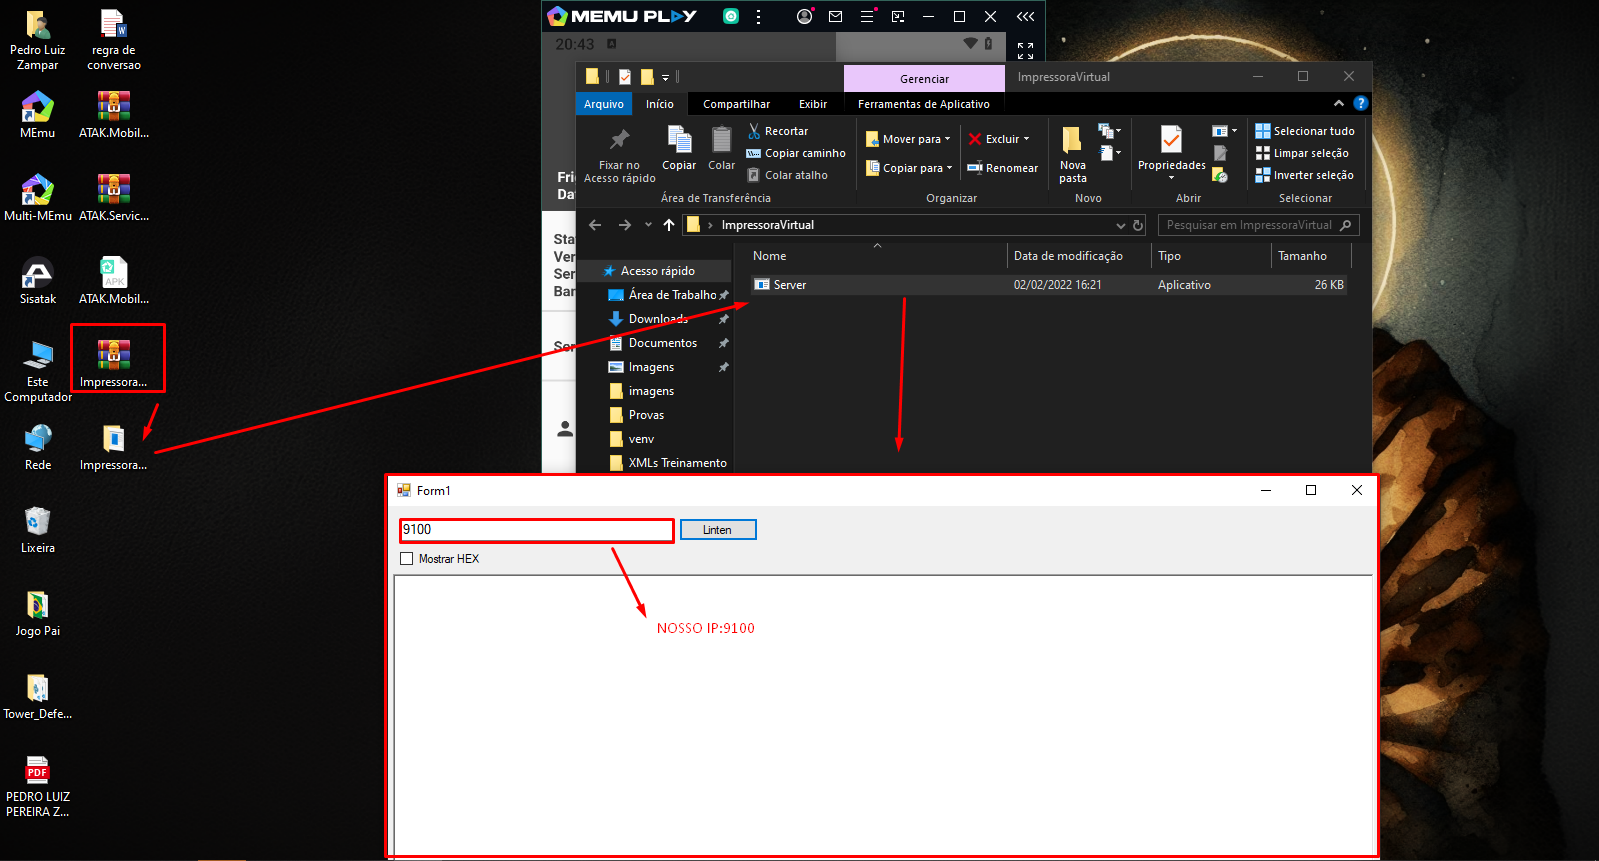 Pedro Luiz
Zampar
regra de
conversao
MEmu
ATAK.Mobil...
Multi-MEmu
ATAK.Servic...
Sisatak
APK
ATAK.Mobil...
Este
Computador
Impressora...
Rede
Impressora...
Lixeira
Jogo Pai
Tower_Defe...
PDF
PEDRO LUIZ
PEREIRA Z...
MEMU PLAY
20:43
Fri
Dat
Stat
Ver
Ser
Ban
Ser
Gerenciar
ImpressoraVirtual
Arquivo
Início
Compartilhar
Exibir
Ferramentas de Aplicativo
Fixar no
Acesso rápido
Copiar
Colar
Recortar
Copiar caminho
Colar atalho
Área de Transferência
Mover para
Copiar para
Excluir
Renomear
Organizar
Nova
pasta
Novo
Propriedades
Abrir
Selecionar tudo
Limpar seleção
Inverter seleção
Selecionar
ImpressoraVirtual
Pesquisar em ImpressoraVirtual
Nome
Data de modificação
Tipo
Tamanho
Server
02/02/2022 16:21
Aplicativo
26 KB
Acesso rápido
Área de Trabalho
Downloads
Documentos
Imagens
imagens
Provas
venv
XMLs Treinamento
Form1
9100
Linten
Mostrar HEX
NOSSO IP:9100